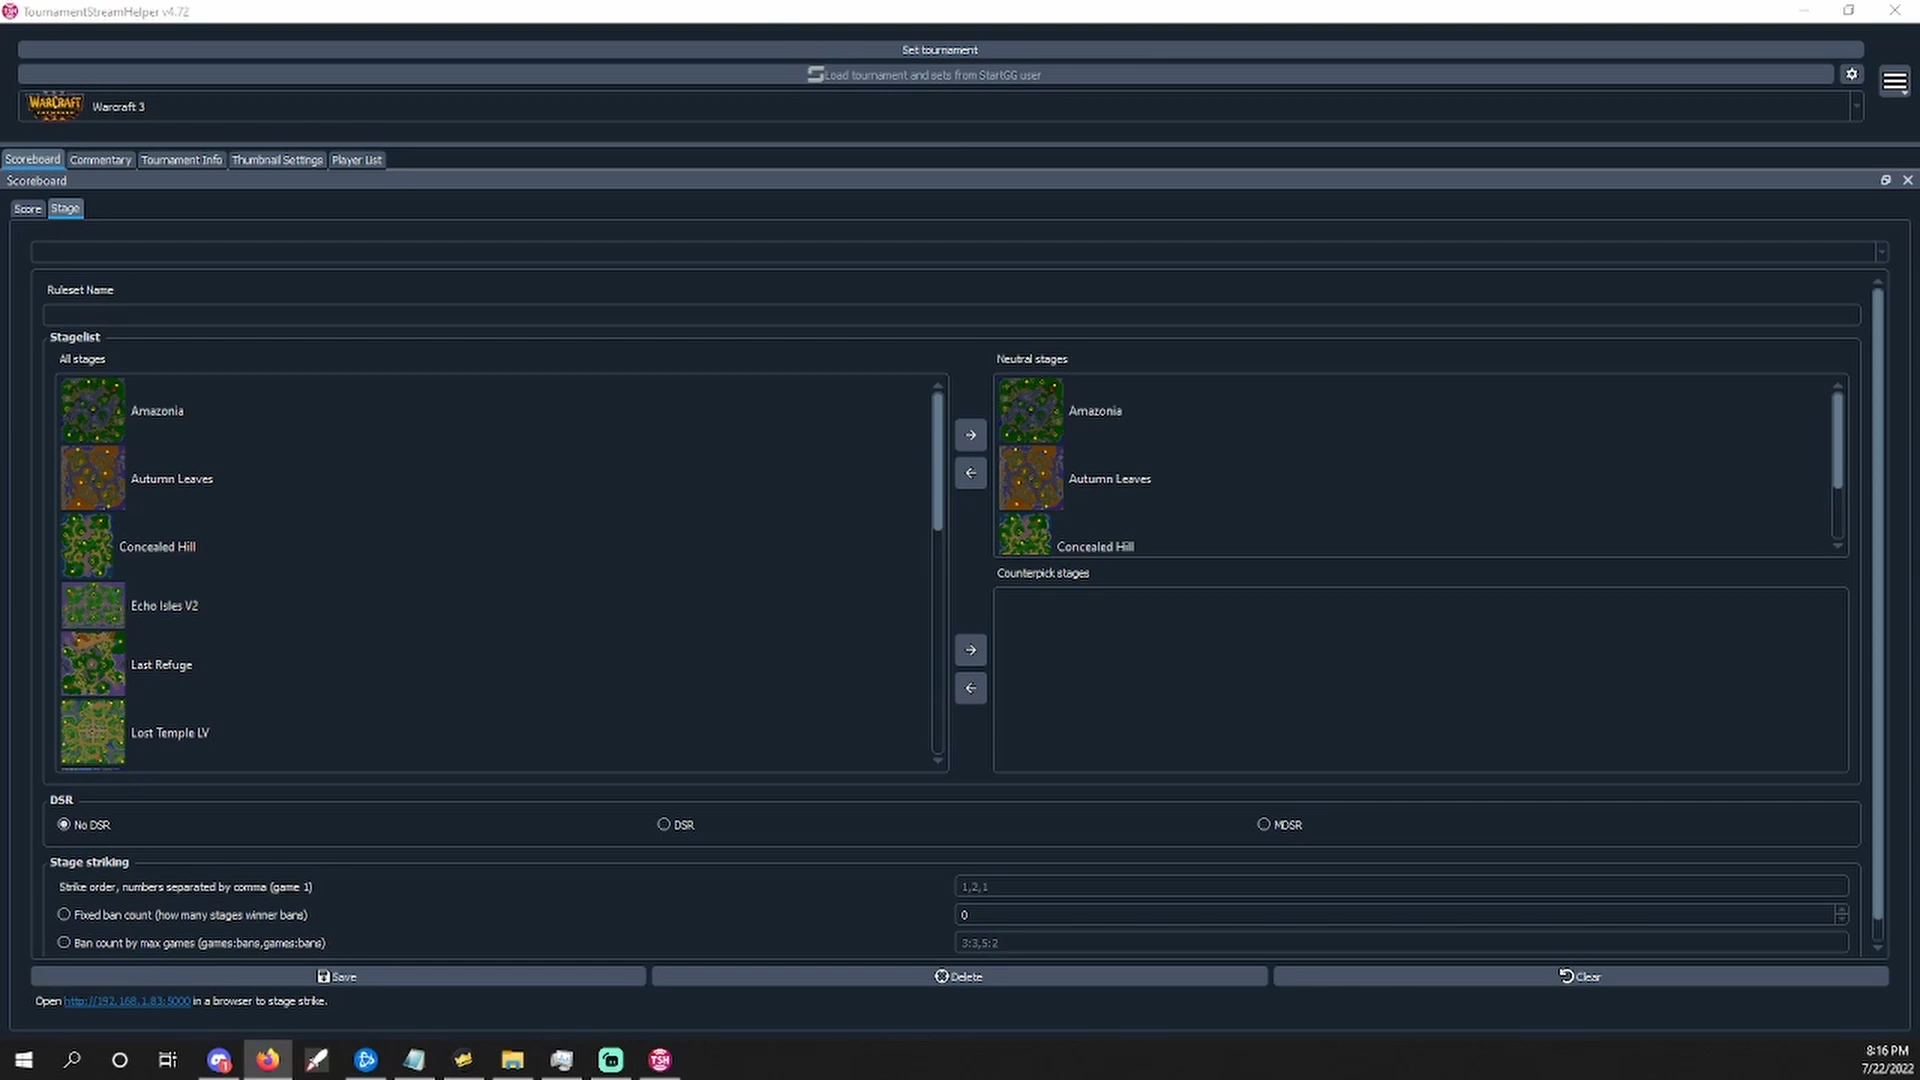 TournamentStreamHelper v4.72
Set tournament
Load tournament and sets from StartGG user
WARCRAFT
Warcraft 3
Scoreboard
Commentary
Tournament Info
Thumbnail Settings
Player List
Scoreboard
Score
Stage
Ruleset Name
Stagelist
All stages
Neutral stages
Amazonia
Amazonia
Autumn Leaves
Autumn Leaves
Concealed Hill
Concealed Hill
Counterpick stages
Echo Isles V2
Last Refuge
Lost Temple LV
DSR
No DSR
DSR
MDSR
Stage striking
Strike order, numbers separated by comma (game 1)
1,2,1
Fixed ban count (how many stages winner bans)
0
Ban count by max games (games:bans,games:bans)
3:3,5:2
Save
Delete
Clear
Open http://192.168.1.83:5000 in a browser to stage strike.
TSH
8:16 PM
7/22/2022